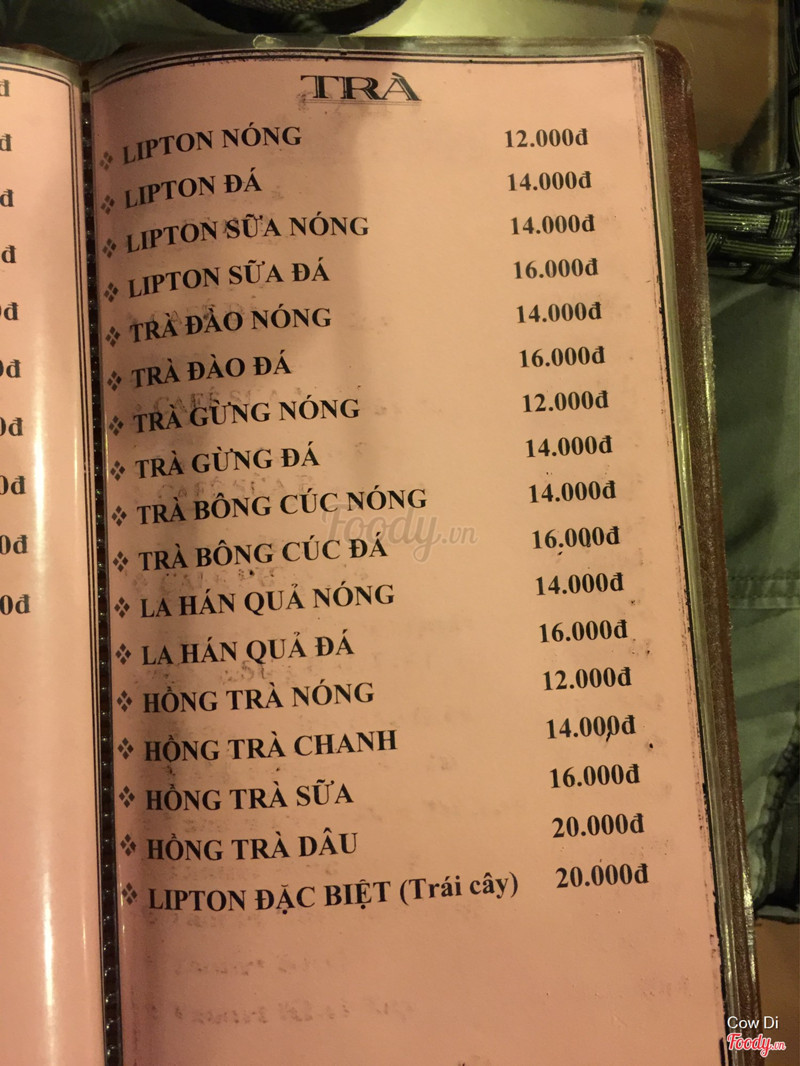 TRÀ
LIPTON NÓNG 12.000đ
LIPTON ĐÁ 14.000đ
LIPTON SỮA NÓNG 14.000đ
LIPTON SỮA ĐÁ 16.000đ
TRÀ ĐÀO NÓNG 14.000đ
TRÀ ĐÀO ĐÁ 16.000đ
TRÀ GỪNG NÓNG 12.000đ
TRÀ GỪNG ĐÁ 14.000đ
TRÀ BÔNG CÚC NÓNG 14.000đ
TRÀ BÔNG CÚC ĐÁ 16.000đ
LA HÁN QUẢ NÓNG 14.000đ
LA HÁN QUẢ ĐÁ 16.000đ
HỒNG TRÀ NÓNG 12.000đ
HỒNG TRÀ CHANH 14.000đ
HỒNG TRÀ SỮA 16.000đ
HỒNG TRÀ DÂU 20.000đ
LIPTON ĐẶC BIỆT (Trái cây) 20.000đ
Foody.vn
Cow Di
Foody.vn